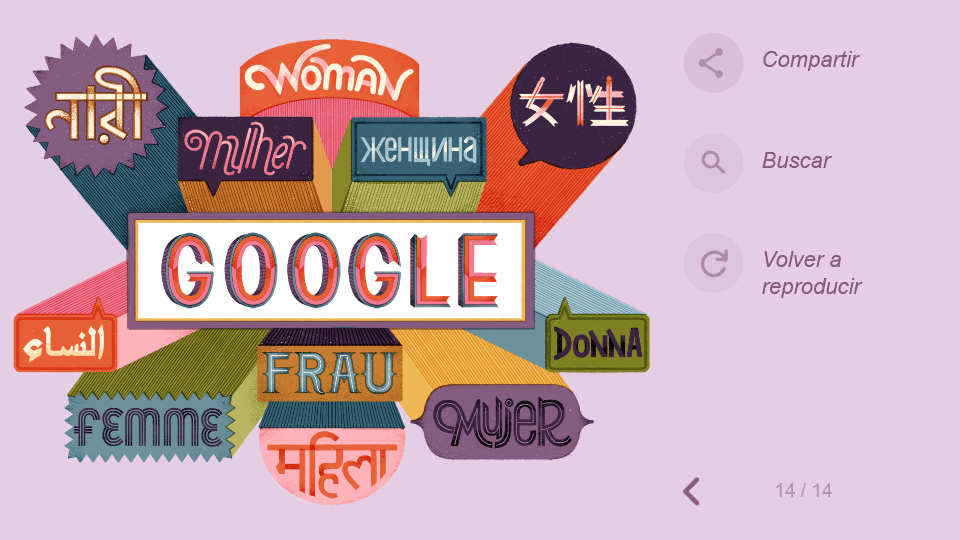 নারী
WOMAN
女性
Mulher
женщина
GOOGLE
النساء
FRAU
DONNA
FEMME
MUJER
महिला
Compartir
Buscar
Volver a
reproducir
14 / 14